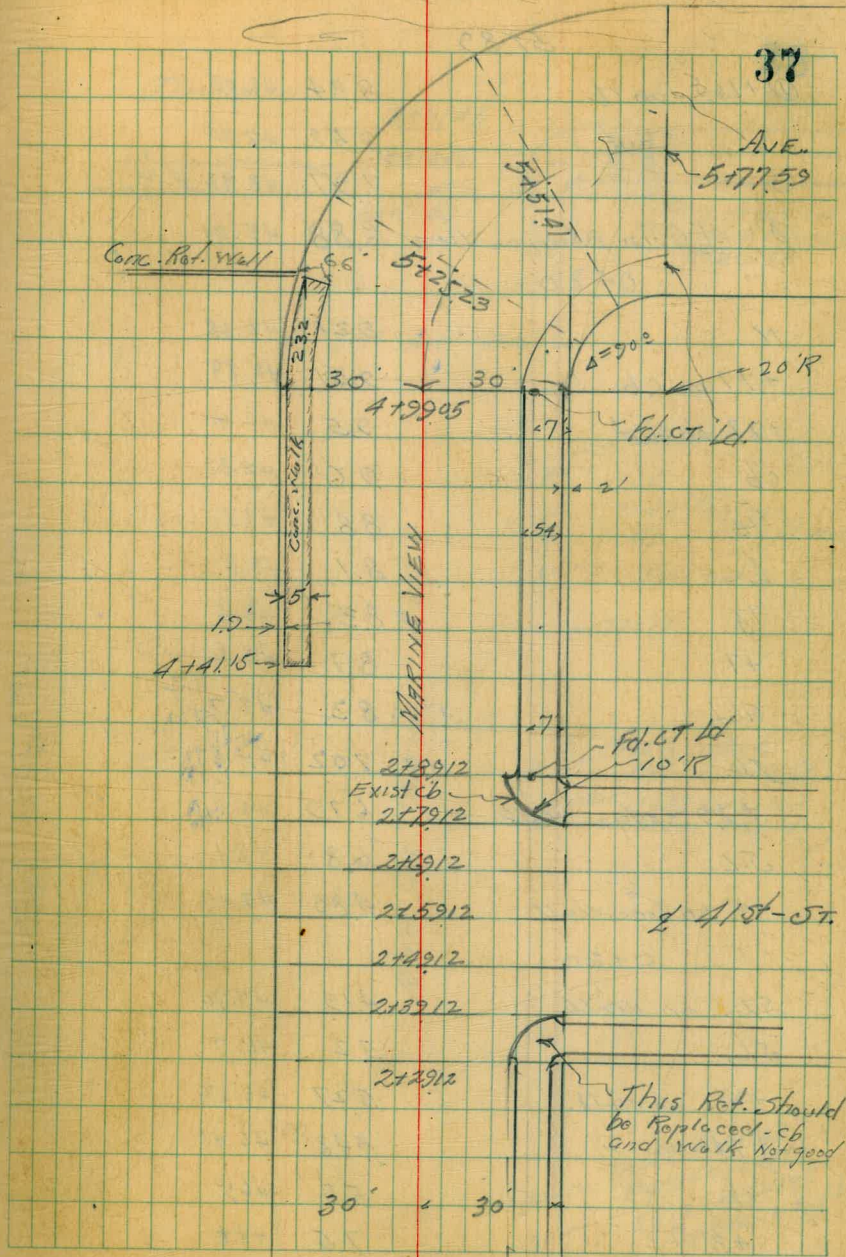 37
AVE.
5+77.59
5+51.41
Conc. Ret. Wall
6.6'
5+25.23
23.2
Δ=90°
30' 30'
20'R
4+99.05
7
Fd. CT. Ld.
2'
Conc. Walk
5.4
MARINE VIEW
5
1.9'
4+41.15
7
Fd. CT Ld
10'R
2+89.12
Exist cb
2+79.12
2+69.12
2+59.12
⅊ 41st-ST.
2+49.12
2+39.12
2+29.12
This Ret. Should
be Replaced-cb
and Walk Not good
30' 30'